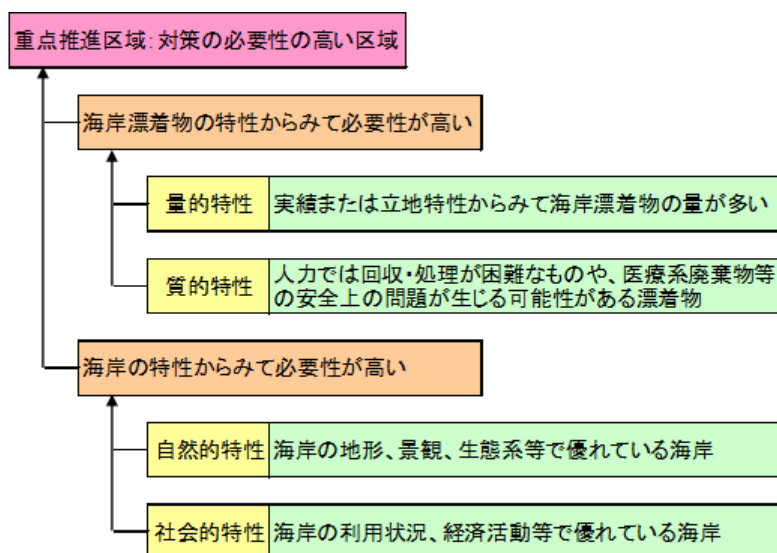 重点推進区域:対策の必要性の高い区域
海岸漂着物の特性からみて必要性が高い
量的特性 実績または立地特性からみて海岸漂着物の量が多い
質的特性 人力では回収・処理が困難なものや、医療系廃棄物等
の安全上の問題が生じる可能性がある漂着物
海岸の特性からみて必要性が高い
自然的特性 海岸の地形、景観、生態系等で優れている海岸
社会的特性 海岸の利用状況、経済活動等で優れている海岸